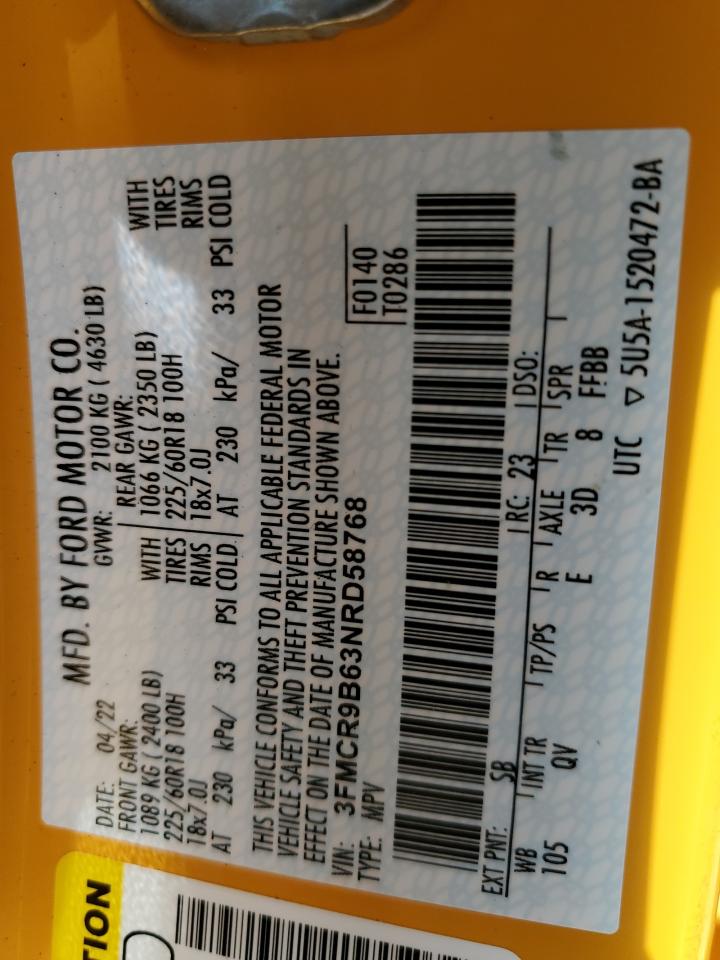 MFD. BY FORD MOTOR CO.
DATE: 04/22 GVWR: 2100 KG ( 4630 LB)
FRONT GAWR: REAR GAWR:
1089 KG ( 2400 LB) WITH 1066 KG ( 2350 LB) WITH
225/60R18 100H TIRES 225/60R18 100H TIRES
18x7.0J RIMS 18x7.0J RIMS
AT 230 kPa/ 33 PSI COLD AT 230 kPa/ 33 PSI COLD
THIS VEHICLE CONFORMS TO ALL APPLICABLE FEDERAL MOTOR
VEHICLE SAFETY AND THEFT PREVENTION STANDARDS IN
EFFECT ON THE DATE OF MANUFACTURE SHOWN ABOVE.
VIN: 3FMCR9B63NRD58768 F0140
TYPE: MPV T0286
EXT PNT: SB RC: 23 DSO:
WB INT TR TP/PS R AXLE TR SPR
105 QV E 3D 8 FFBB
UTC ▽ 5U5A-1520472-BA
TION